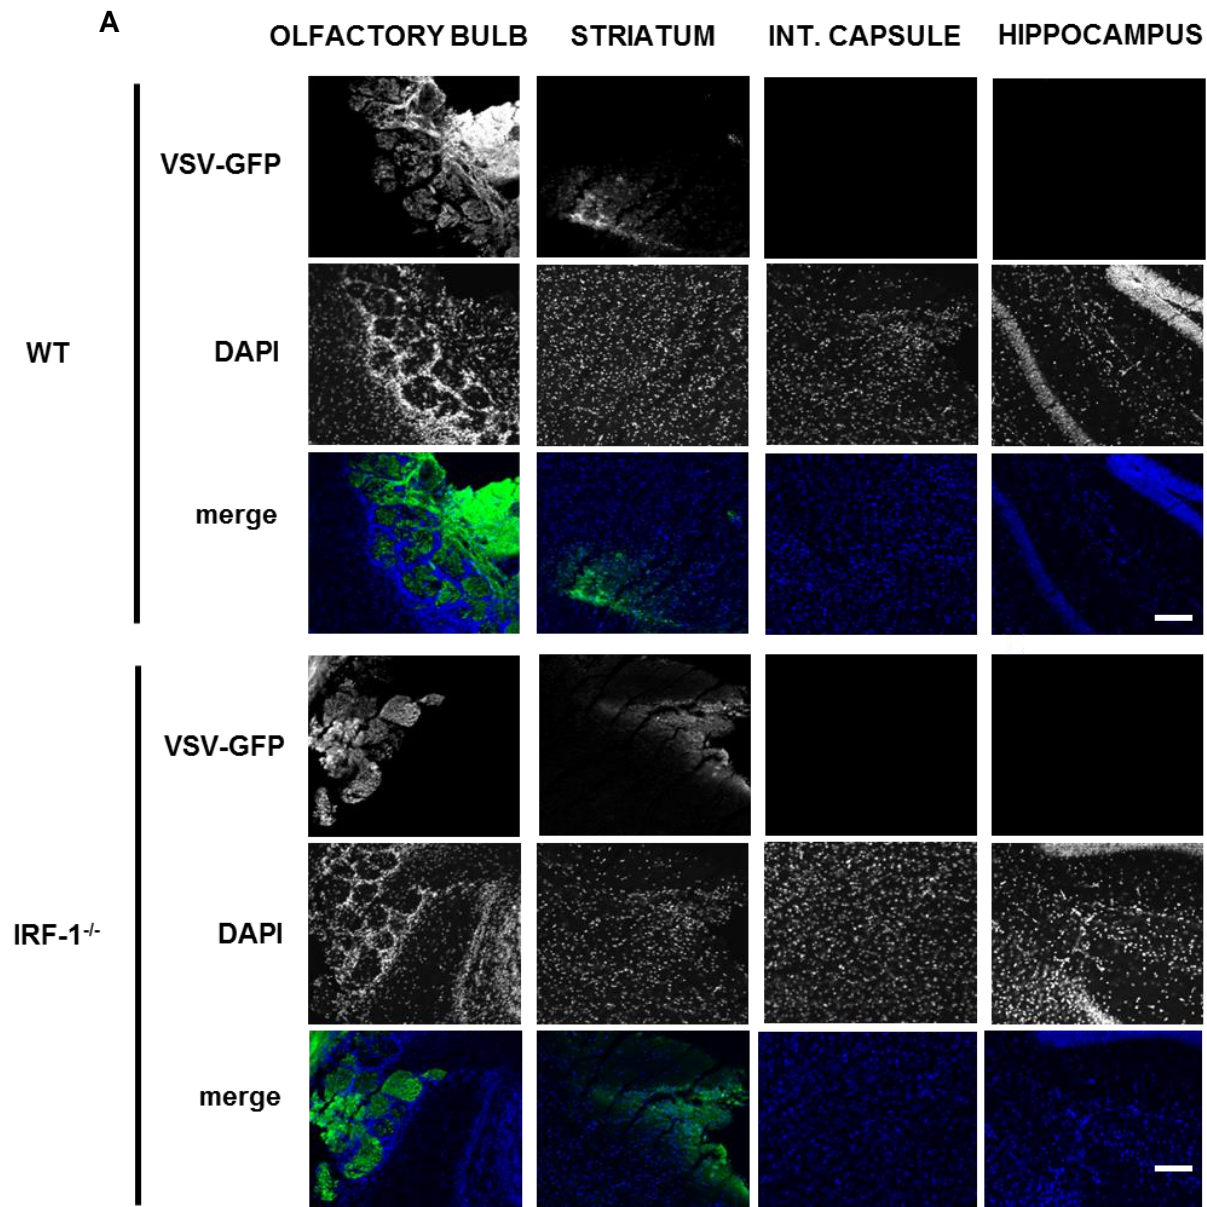 A
OLFACTORY BULB STRIATUM INT. CAPSULE HIPPOCAMPUS
VSV-GFP
WT
DAPI
merge
VSV-GFP
IRF-1-/-
DAPI
merge